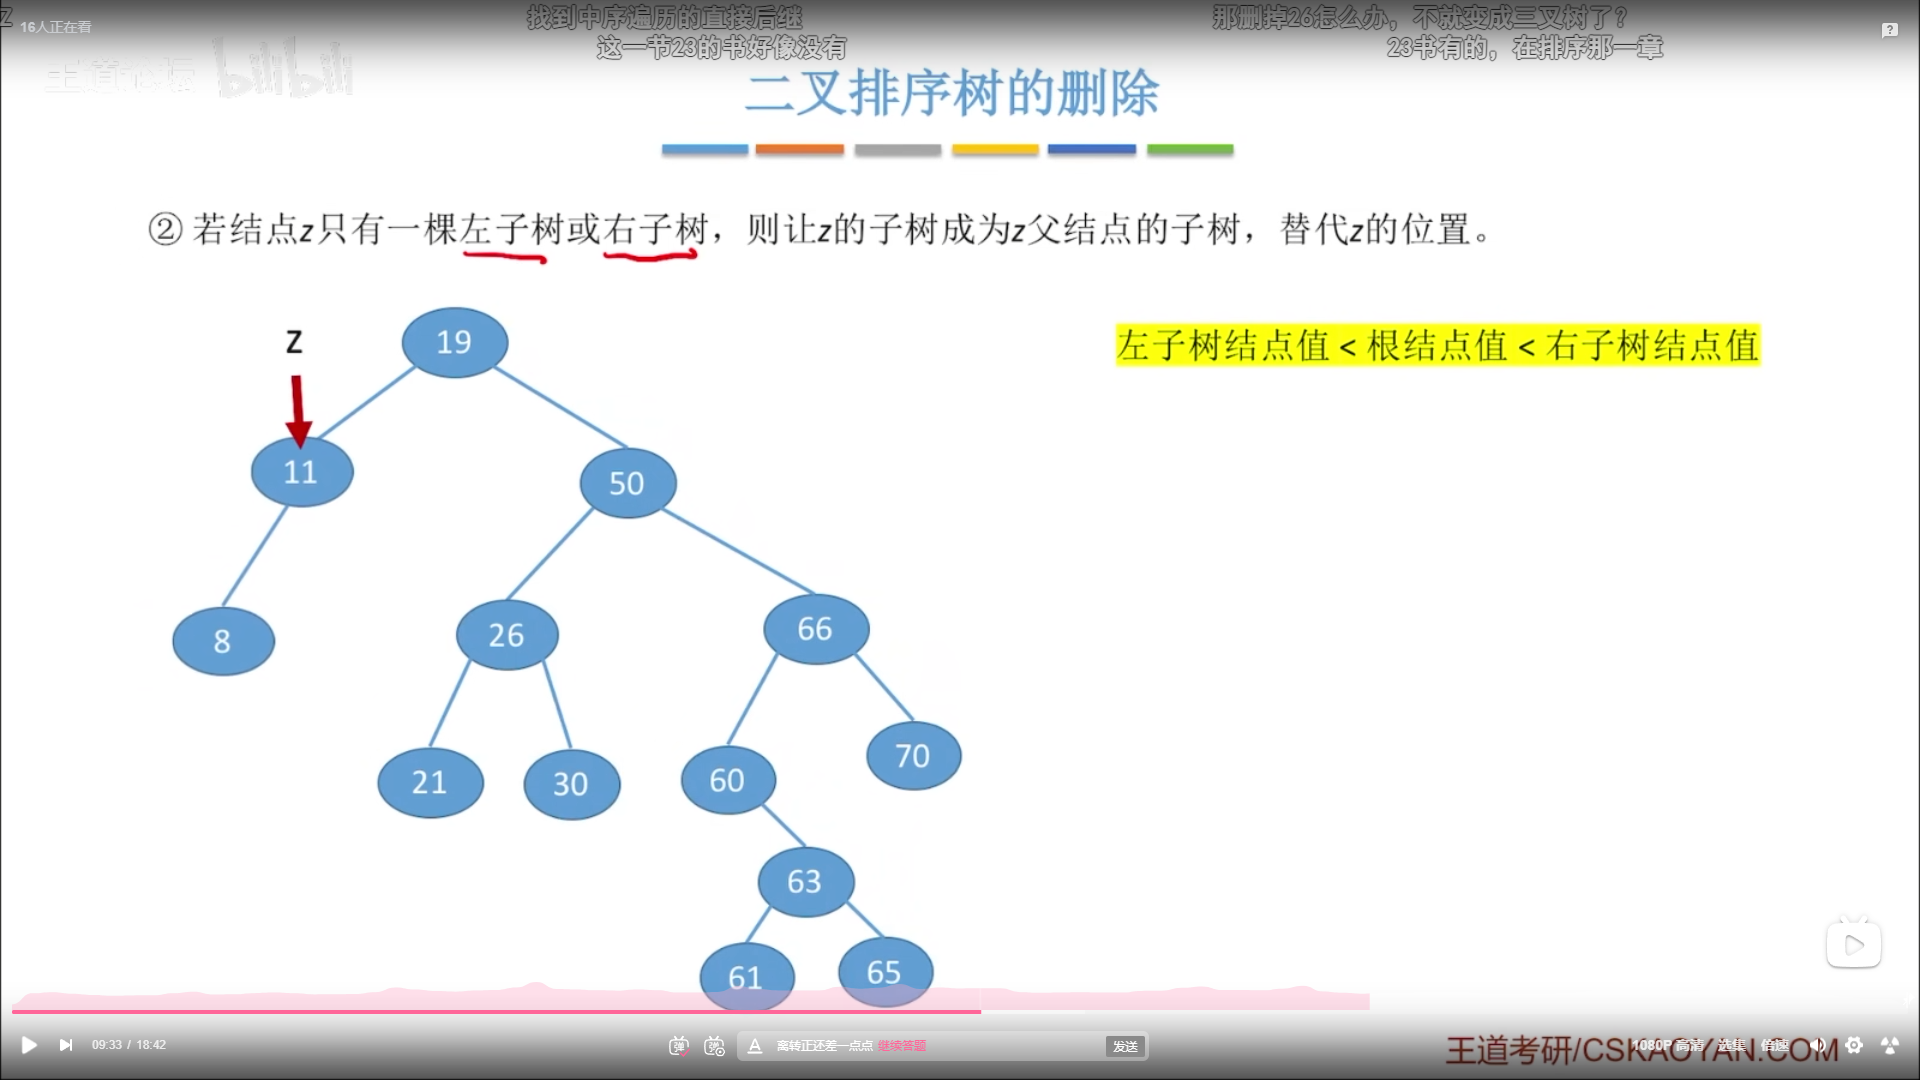 16人正在看
找到中序遍历的直接后继
那删掉26怎么办，不就变成三叉树了？
这一节23的书好像没有
23书有的，在排序那一章
王道论坛 bilibili
二叉排序树的删除
② 若结点z只有一棵左子树或右子树，则让z的子树成为z父结点的子树，替代z的位置。
Z
19
左子树结点值 < 根结点值 < 右子树结点值
11
50
8
26
66
21
30
60
70
63
61
65
09:33 / 18:42
弹
弹
A
离转正还差一点点 继续答题
发送
王道考研/CSKAOYAN.COM
1080P 高清
选集
倍速